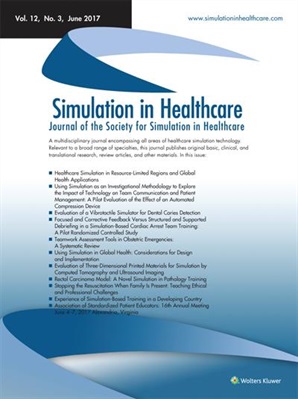 Vol. 12, No. 3, June 2017
www.simulationinhealthcare.com
Simulation in Healthcare
Journal of the Society for Simulation in Healthcare
A multidisciplinary journal encompassing all areas of healthcare simulation technology.
Relevant to a broad range of specialties, this journal publishes original basic, clinical, and
translational research, review articles, and other materials. In this issue:
Healthcare Simulation in Resource-Limited Regions and Global
Health Applications
Using Simulation as an Investigational Methodology to Explore
the Impact of Technology on Team Communication and Patient
Management: A Pilot Evaluation of the Effect of an Automated
Compression Device
Evaluation of a Vibrotactile Simulator for Dental Caries Detection
Focused and Corrective Feedback Versus Structured and Supported
Debriefing in a Simulation-Based Cardiac Arrest Team Training:
A Pilot Randomized Controlled Study
Teamwork Assessment Tools in Obstetric Emergencies:
A Systematic Review
Using Simulation in Global Health: Considerations for Design
and Implementation
Evaluation of Three-Dimensional Printed Materials for Simulation by
Computed Tomography and Ultrasound Imaging
Rectal Carcinoma Model: A Novel Simulation in Pathology Training
Stopping the Resuscitation When Family Is Present: Teaching Ethical
and Professional Challenges
Experience of Simulation-Based Training in a Developing Country
Association of Standardized Patient Educators: 16th Annual Meeting
June 4-7, 2017 Alexandria, Virginia
Wolters Kluwer